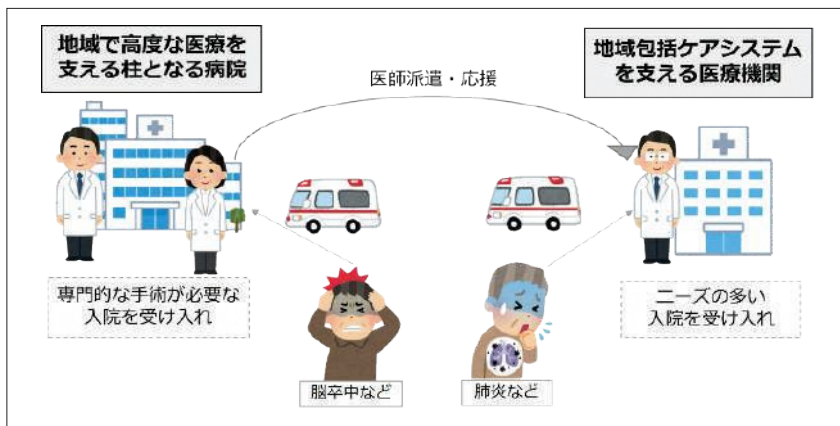 地域で高度な医療を
支える柱となる病院
医師派遣・応援
地域包括ケアシステム
を支える医療機関
専門的な手術が必要な
入院を受け入れ
脳卒中など
肺炎など
ニーズの多い
入院を受け入れ